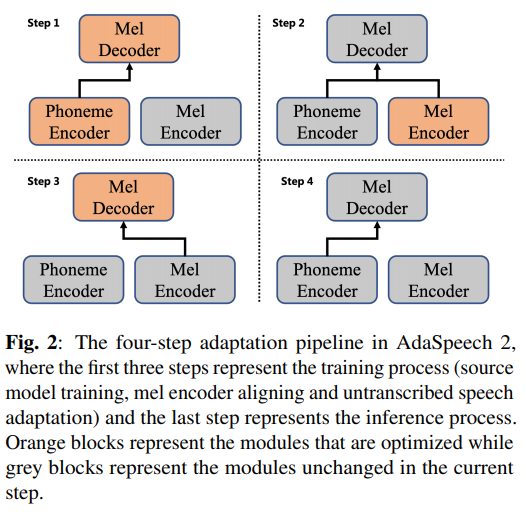 Step 1
Mel
Decoder
Phoneme
Encoder
Mel
Encoder
Step 2
Mel
Decoder
Phoneme
Encoder
Mel
Encoder
Step 3
Mel
Decoder
Phoneme
Encoder
Mel
Encoder
Step 4
Mel
Decoder
Phoneme
Encoder
Mel
Encoder
Fig. 2: The four-step adaptation pipeline in AdaSpeech 2,
where the first three steps represent the training process (source
model training, mel encoder aligning and untranscribed speech
adaptation) and the last step represents the inference process.
Orange blocks represent the modules that are optimized while
grey blocks represent the modules unchanged in the current
step.